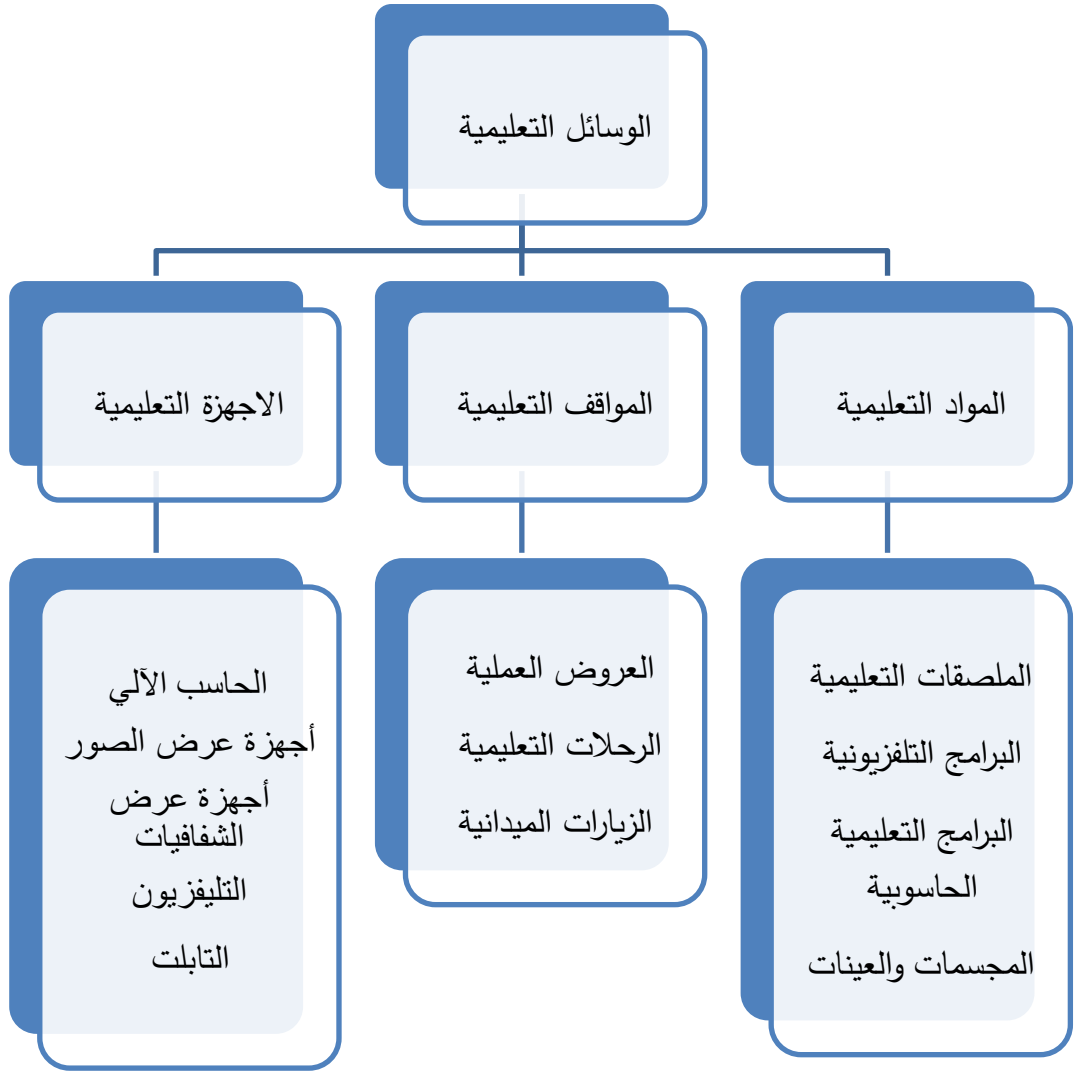 الوسائل التعليمية
المواد التعليمية
المواقف التعليمية
الاجهزة التعليمية
الملصقات التعليمية
البرامج التلفزيونية
البرامج التعليمية
الحاسوبية
المجسمات والعينات
العروض العملية
الرحلات التعليمية
الزيارات الميدانية
الحاسب الآلي
أجهزة عرض الصور
أجهزة عرض
الشفافيات
التليفزيون
التابلت